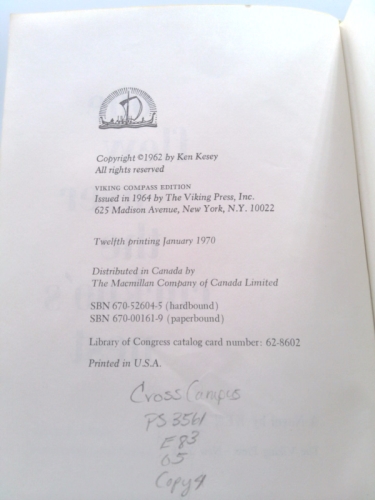 Copyright ©1962 by Ken Kesey
All rights reserved
VIKING COMPASS EDITION
Issued in 1964 by The Viking Press, Inc.
625 Madison Avenue, New York, N.Y. 10022
Twelfth printing January 1970
Distributed in Canada by
The Macmillan Company of Canada Limited
SBN 670-52604-5 (hardbound)
SBN 670-00161-9 (paperbound)
Library of Congress catalog card number: 62-8602
Printed in U.S.A.
Cross Campus
PS3561
E83
O5
Copy 4